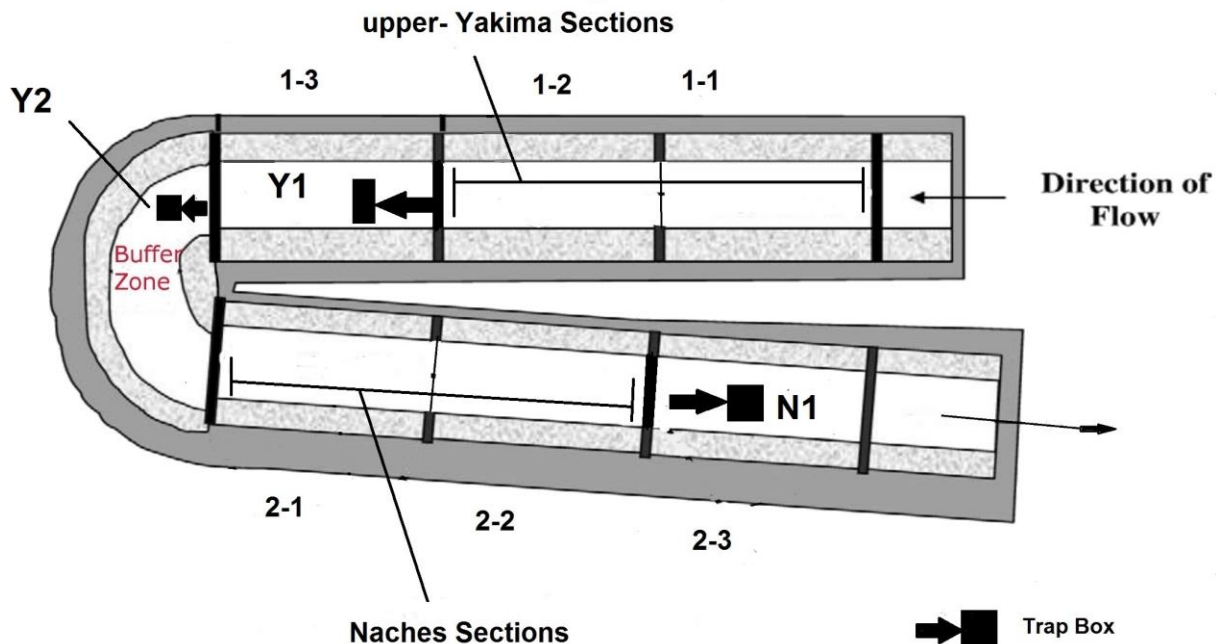 upper- Yakima Sections
1-3
1-2
1-1
Y2
Y1
Direction of
Flow
Buffer
Zone
N1
2-1
2-2
2-3
Naches Sections
Trap Box